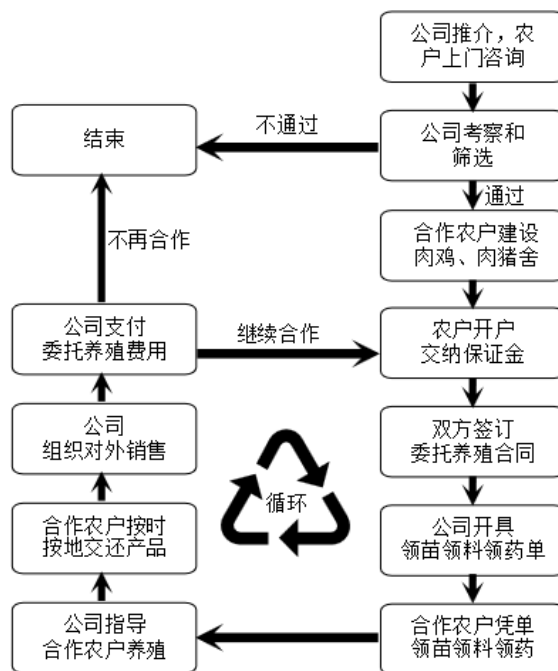 公司推介，农
户上门咨询
不通过
结束
公司考察和
筛选
通过
不再合作
合作农户建设
肉鸡、肉猪舍
公司支付
委托养殖费用
继续合作
农户开户
交纳保证金
公司
组织对外销售
双方签订
委托养殖合同
循环
合作农户按时
按地交还产品
公司开具
领苗领料领药单
公司指导
合作农户养殖
合作农户凭单
领苗领料领药